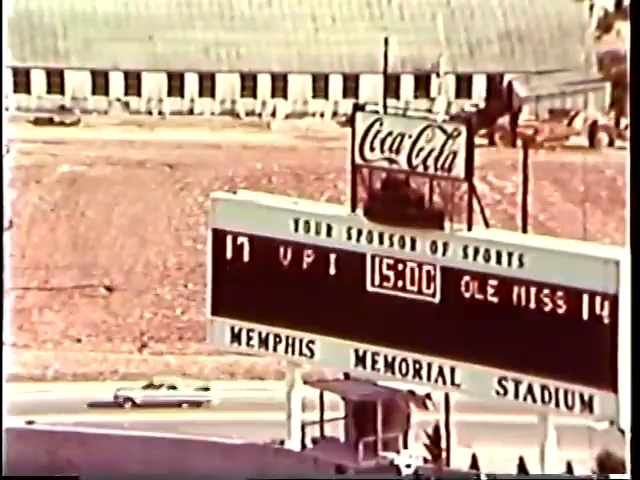 Coca-Cola
YOUR SPONSOR OF SPORTS
17 VPI 15:00 OLE MISS 14
MEMPHIS MEMORIAL STADIUM